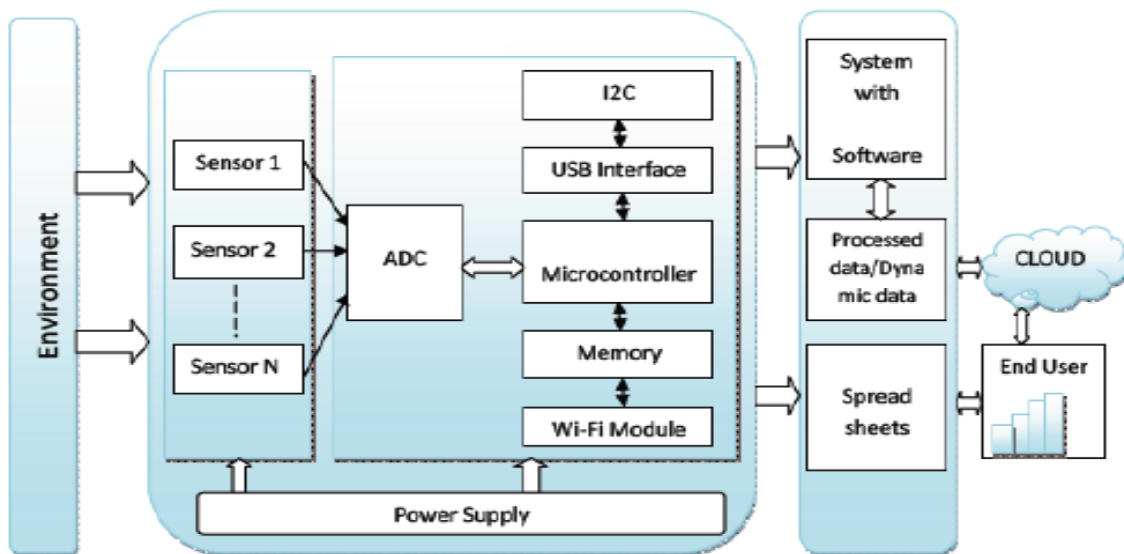 Environment
Sensor 1
Sensor 2
Sensor N
ADC
I2C
USB Interface
Microcontroller
Memory
Wi-Fi Module
Power Supply
System
with
Software
Processed
data/Dyna
mic data
Spread
sheets
CLOUD
End User